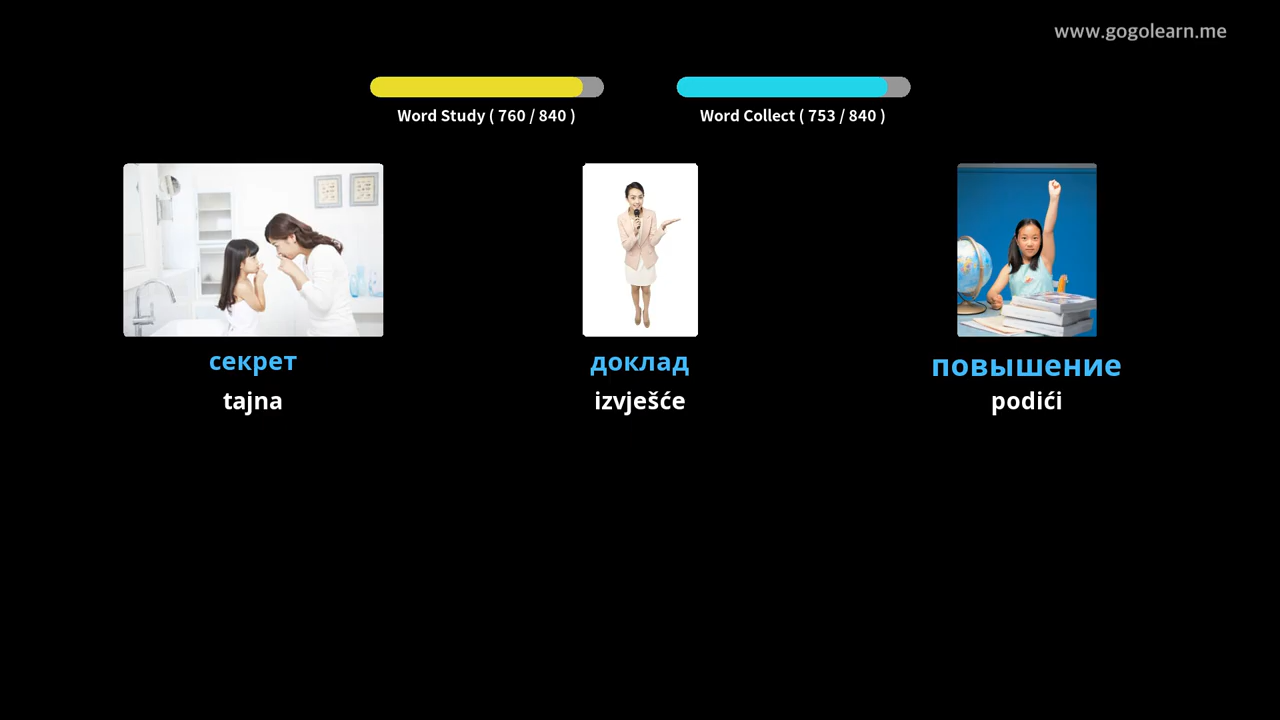 www.gogolearn.me
Word Study ( 760 / 840 )
Word Collect ( 753 / 840 )
секрет
доклад
повышение
tajna
izvješće
podići